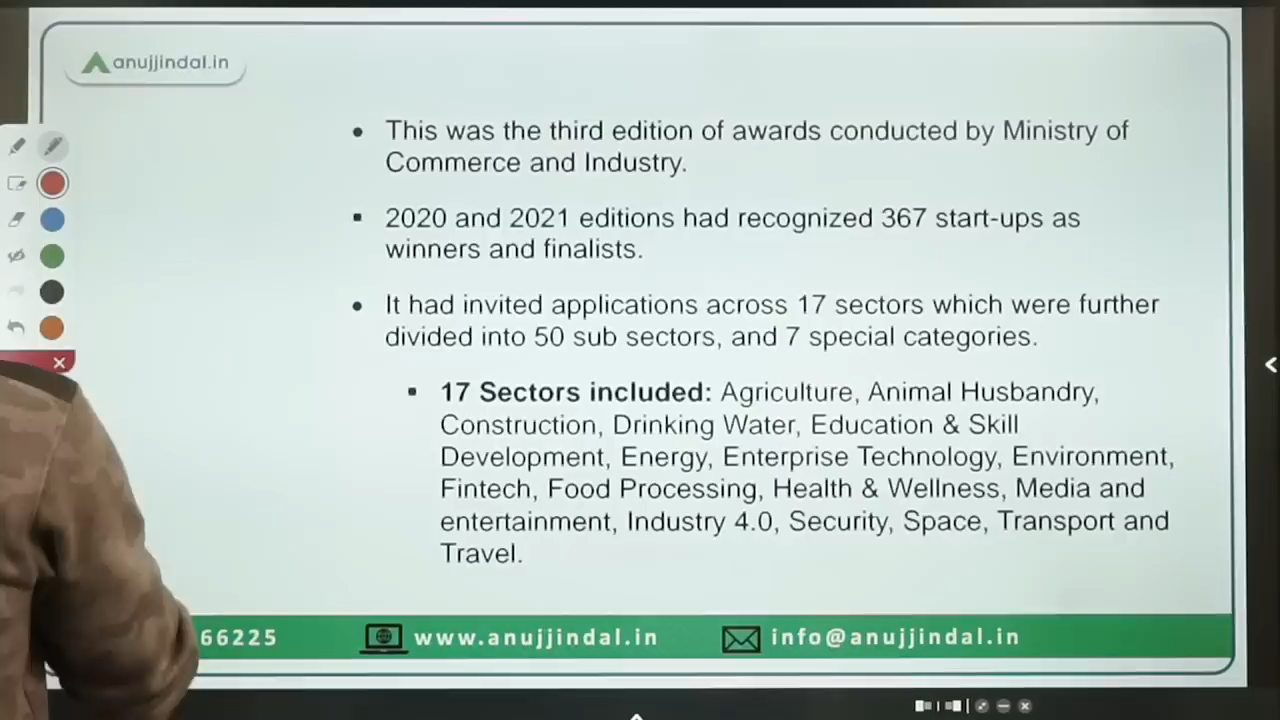 anujjindal.in
• This was the third edition of awards conducted by Ministry of
Commerce and Industry.
▪ 2020 and 2021 editions had recognized 367 start-ups as
winners and finalists.
• It had invited applications across 17 sectors which were further
divided into 50 sub sectors, and 7 special categories.
▪ 17 Sectors included: Agriculture, Animal Husbandry,
Construction, Drinking Water, Education & Skill
Development, Energy, Enterprise Technology, Environment,
Fintech, Food Processing, Health & Wellness, Media and
entertainment, Industry 4.0, Security, Space, Transport and
Travel.
66225 www.anujjindal.in info@anujjindal.in